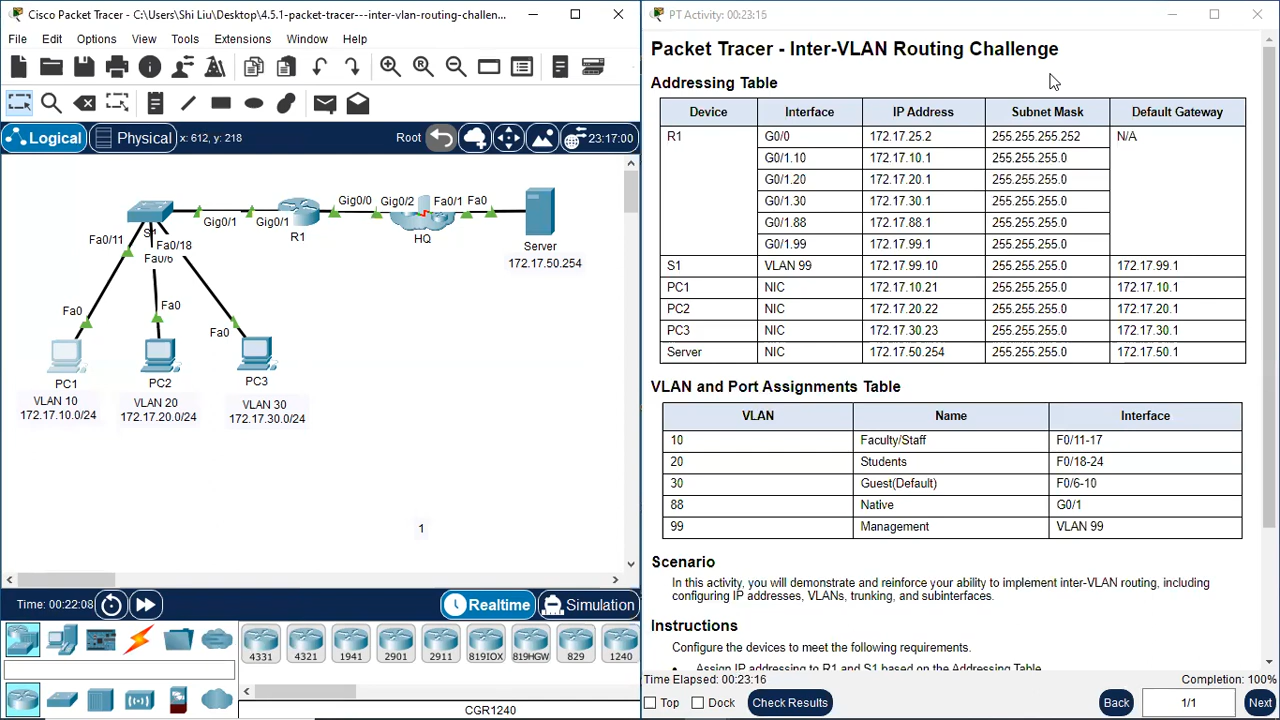 Cisco Packet Tracer - C:\Users\Shi Liu\Desktop\4.5.1-packet-tracer---inter-vlan-routing-challen...
File Edit Options View Tools Extensions Window Help
Logical Physical x: 612, y: 218 Root 23:17:00
Gig0/0 Gig0/2 Fa0/1 Fa0
Gig0/1 Gig0/1
R1 HQ
S1
Fa0/11 Fa0/18
Fa0/6
Server
172.17.50.254
Fa0 Fa0
Fa0
PC1 PC2 PC3
VLAN 10 VLAN 20 VLAN 30
172.17.10.0/24 172.17.20.0/24 172.17.30.0/24
1
Time: 00:22:08 Realtime Simulation
4331 4321 1941 2901 2911 819IOX 819HGW 829 1240
CGR1240
PT Activity: 00:23:15
Packet Tracer - Inter-VLAN Routing Challenge
Addressing Table
Device Interface IP Address Subnet Mask Default Gateway
R1 G0/0 172.17.25.2 255.255.255.252 N/A
G0/1.10 172.17.10.1 255.255.255.0
G0/1.20 172.17.20.1 255.255.255.0
G0/1.30 172.17.30.1 255.255.255.0
G0/1.88 172.17.88.1 255.255.255.0
G0/1.99 172.17.99.1 255.255.255.0
S1 VLAN 99 172.17.99.10 255.255.255.0 172.17.99.1
PC1 NIC 172.17.10.21 255.255.255.0 172.17.10.1
PC2 NIC 172.17.20.22 255.255.255.0 172.17.20.1
PC3 NIC 172.17.30.23 255.255.255.0 172.17.30.1
Server NIC 172.17.50.254 255.255.255.0 172.17.50.1
VLAN and Port Assignments Table
VLAN Name Interface
10 Faculty/Staff F0/11-17
20 Students F0/18-24
30 Guest(Default) F0/6-10
88 Native G0/1
99 Management VLAN 99
Scenario
In this activity, you will demonstrate and reinforce your ability to implement inter-VLAN routing, including
configuring IP addresses, VLANs, trunking, and subinterfaces.
Instructions
Configure the devices to meet the following requirements.
• Assign IP addressing to R1 and S1 based on the Addressing Table.
Time Elapsed: 00:23:16 Completion: 100%
Top Dock Check Results Back 1/1 Next